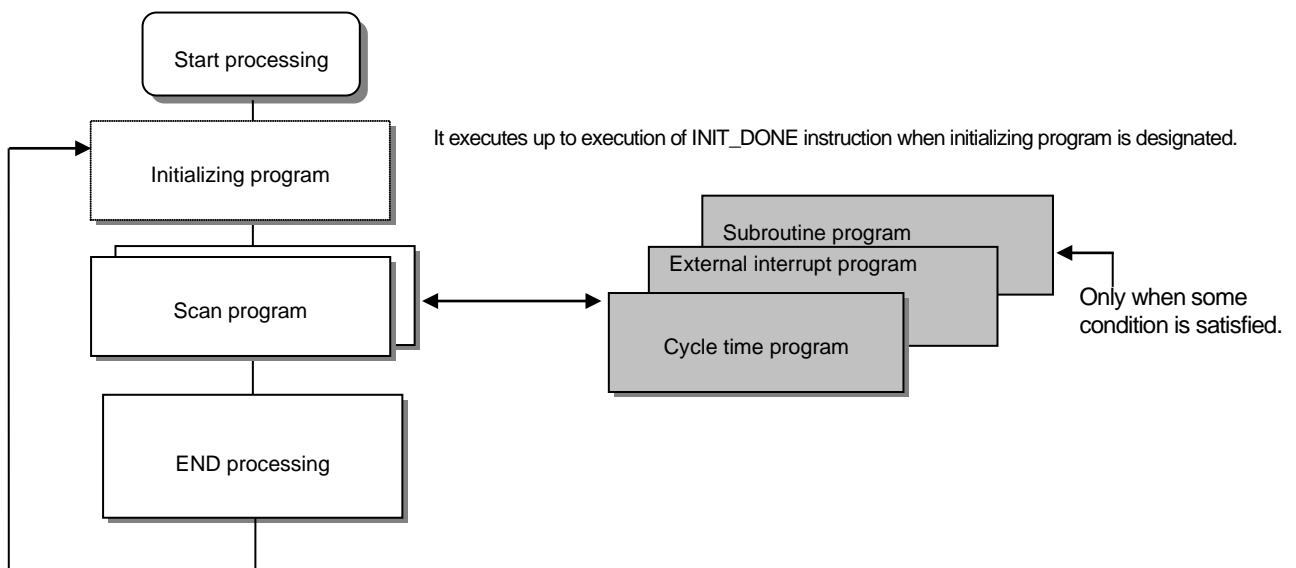 Start processing
It executes up to execution of INIT_DONE instruction when initializing program is designated.
Initializing program
Subroutine program
External interrupt program
Only when some
condition is satisfied.
Scan program
Cycle time program
END processing